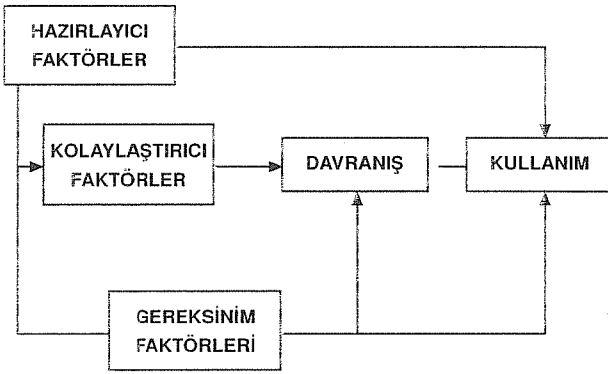 HAZIRLAYICI
FAKTÖRLER
KOLAYLAŞTIRICI
FAKTÖRLER
DAVRANIŞ
KULLANIM
GEREKSİNİM
FAKTÖRLERİ